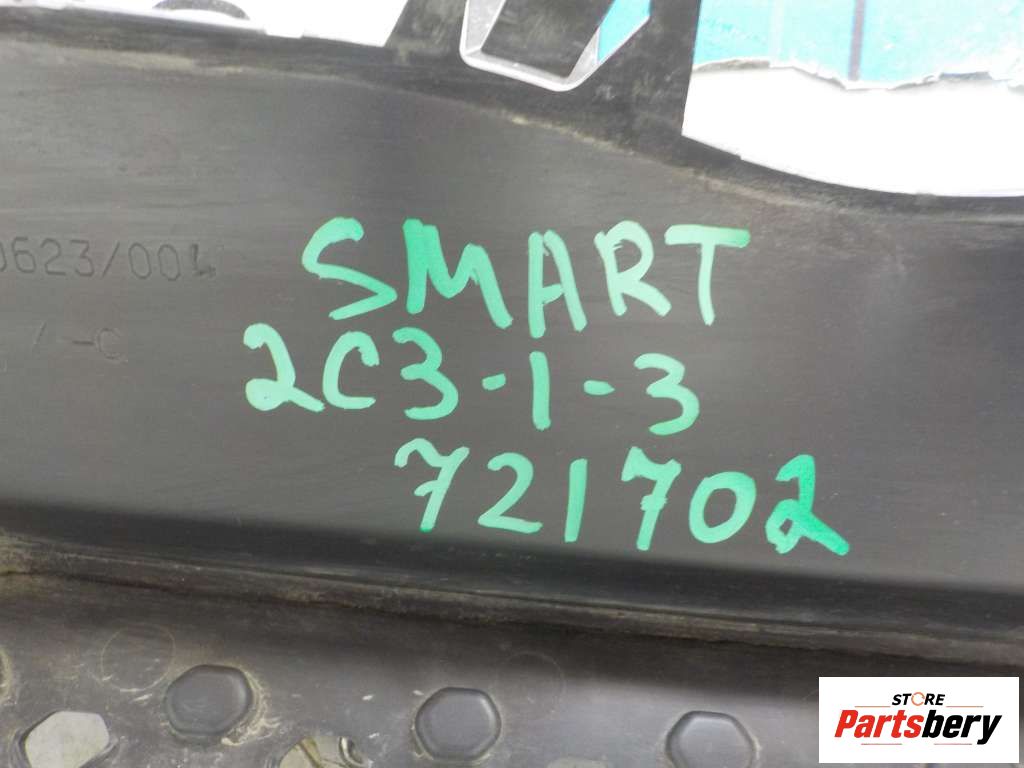 0623/004
/ -C
SMART
2C3-1-3
721702
STORE
Partsbery